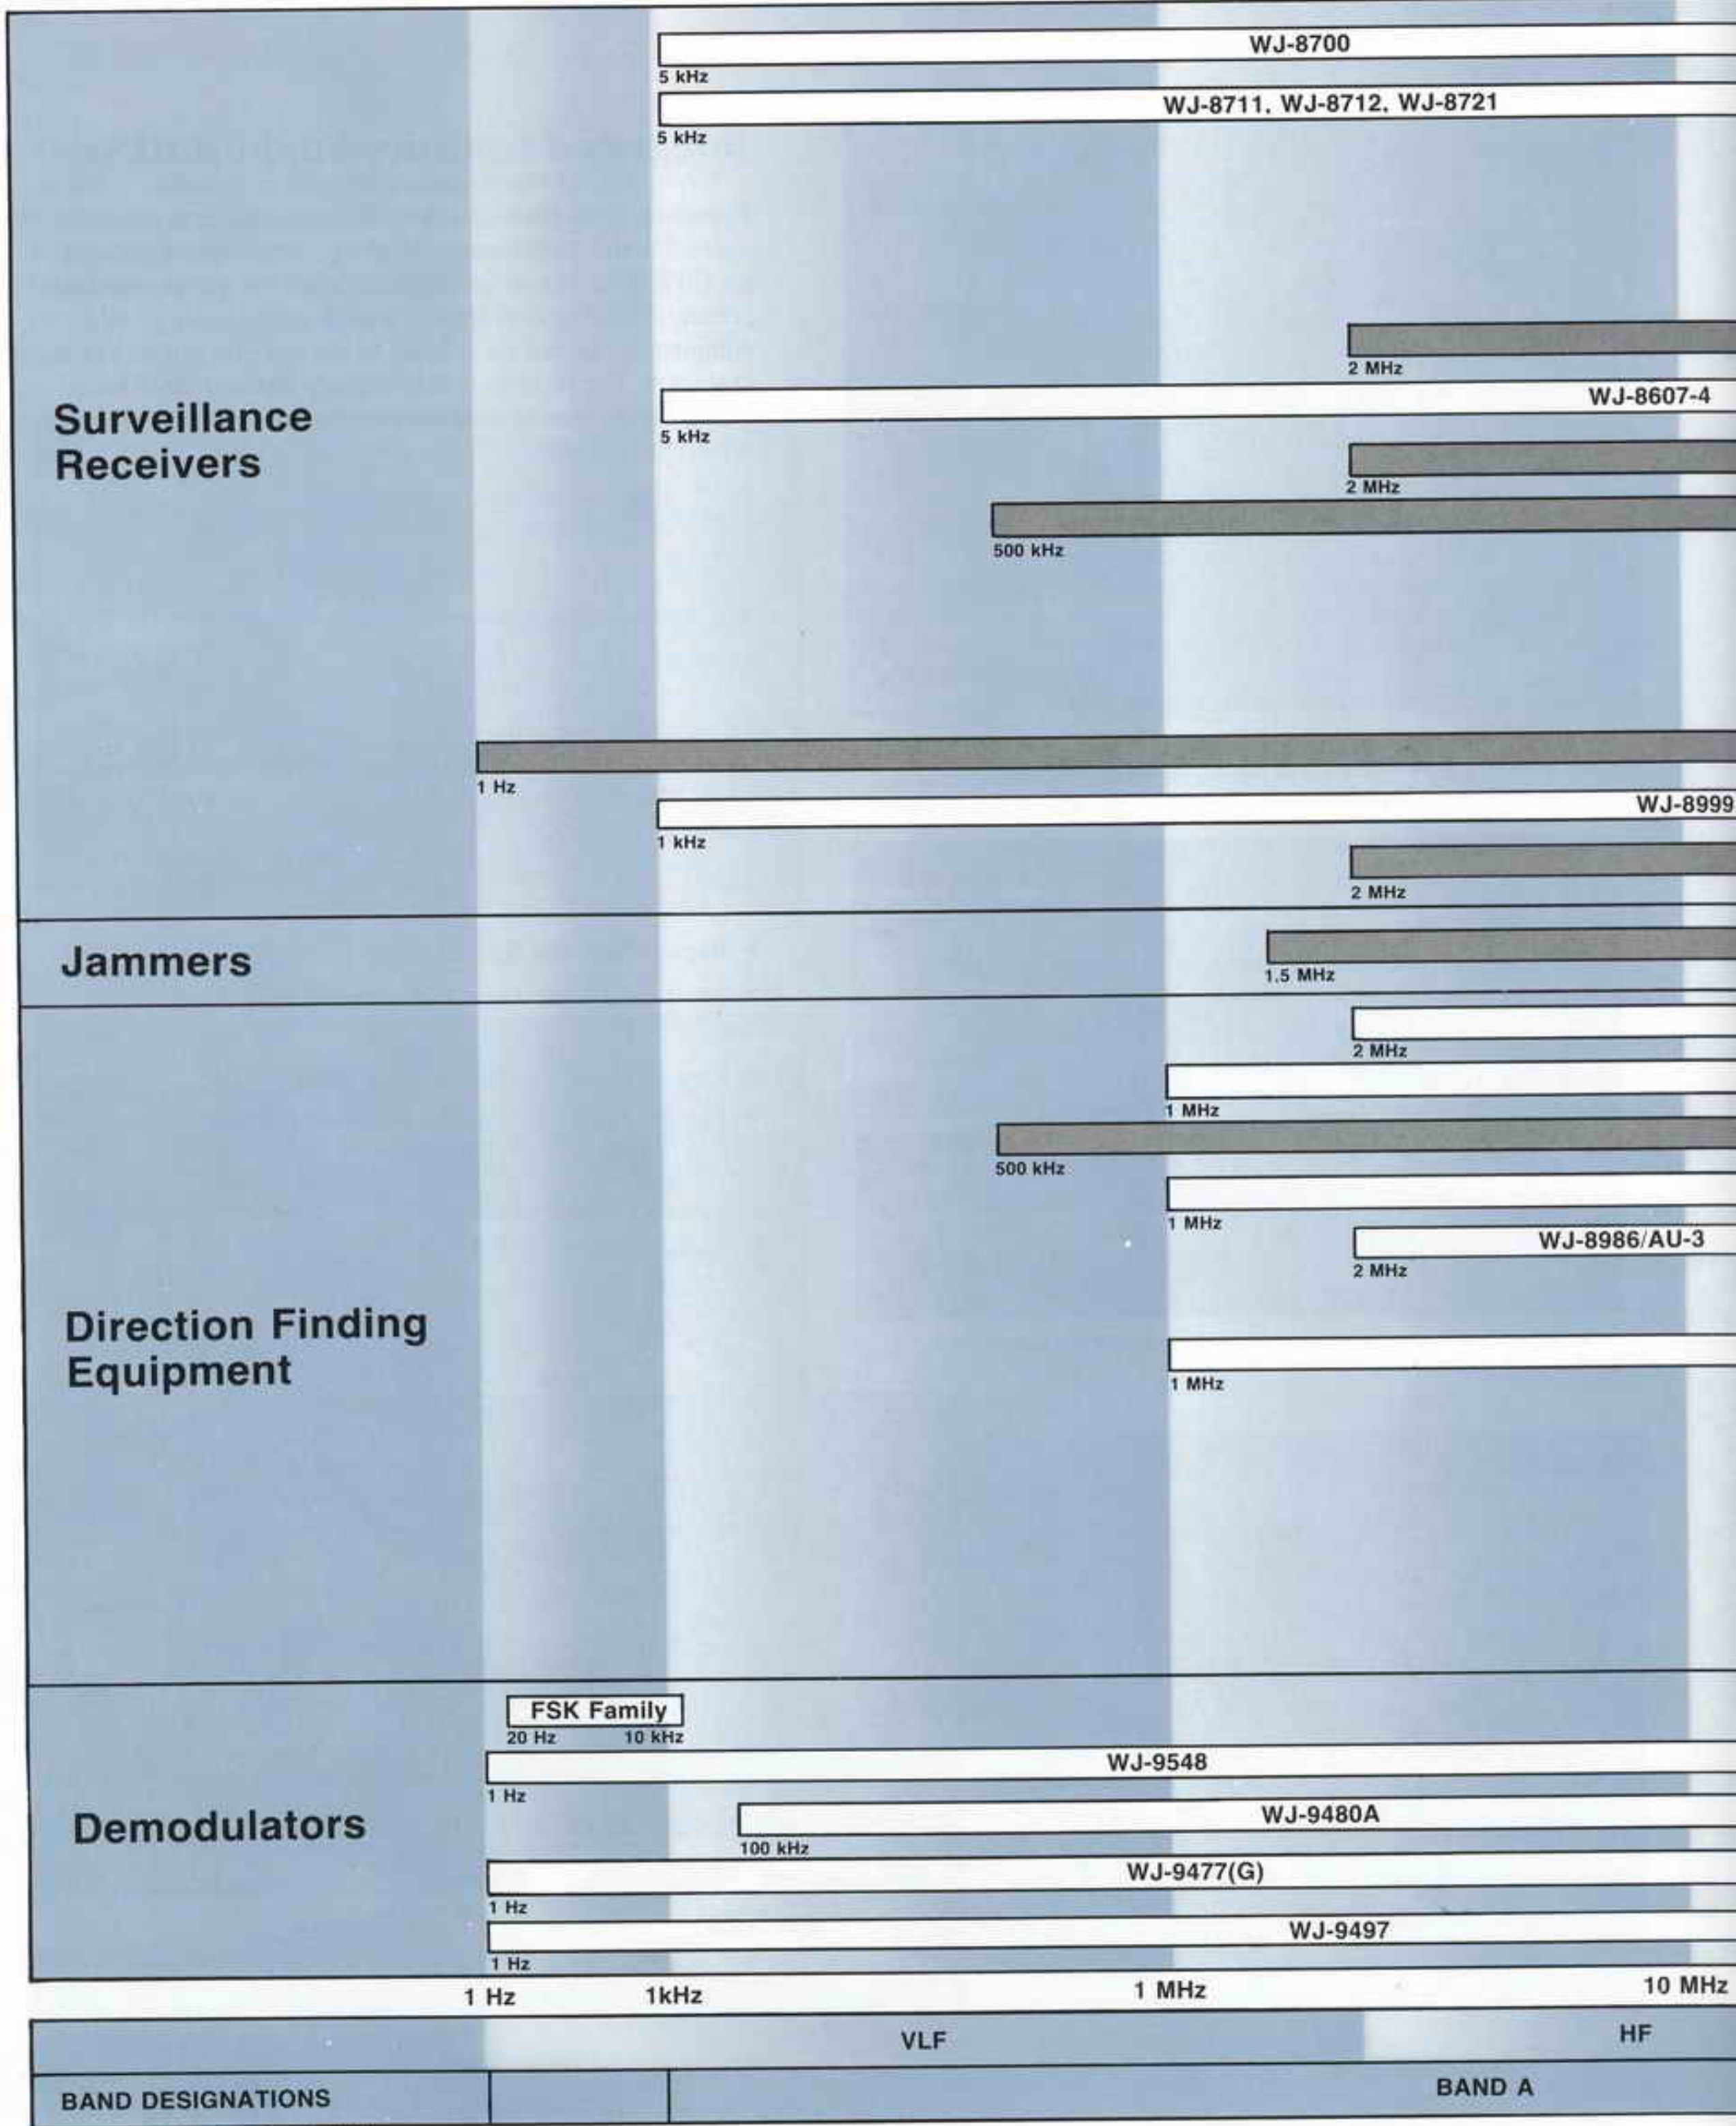 WJ-8700
5 kHz
WJ-8711. WJ-8712. WJ-8721
5 kHz
2 MHz
Surveillance
Receivers
WJ-8607-4
5 kHz
2 MHz
500 kHz
1 Hz
WJ-8999
1 kHz
2 MHz
Jammers
1.5 MHz
2 MHz
1 MHz
500 kHz
1 MHz
WJ-8986/AU-3
2 MHz
Direction Finding
Equipment
1 MHz
FSK Family
20 Hz 10 kHz
WJ-9548
1 Hz
Demodulators
WJ-9480A
100 kHz
WJ-9477(G)
1 Hz
WJ-9497
1 Hz
1 Hz 1kHz 1 MHz 10 MHz
VLF HF
BAND DESIGNATIONS BAND A